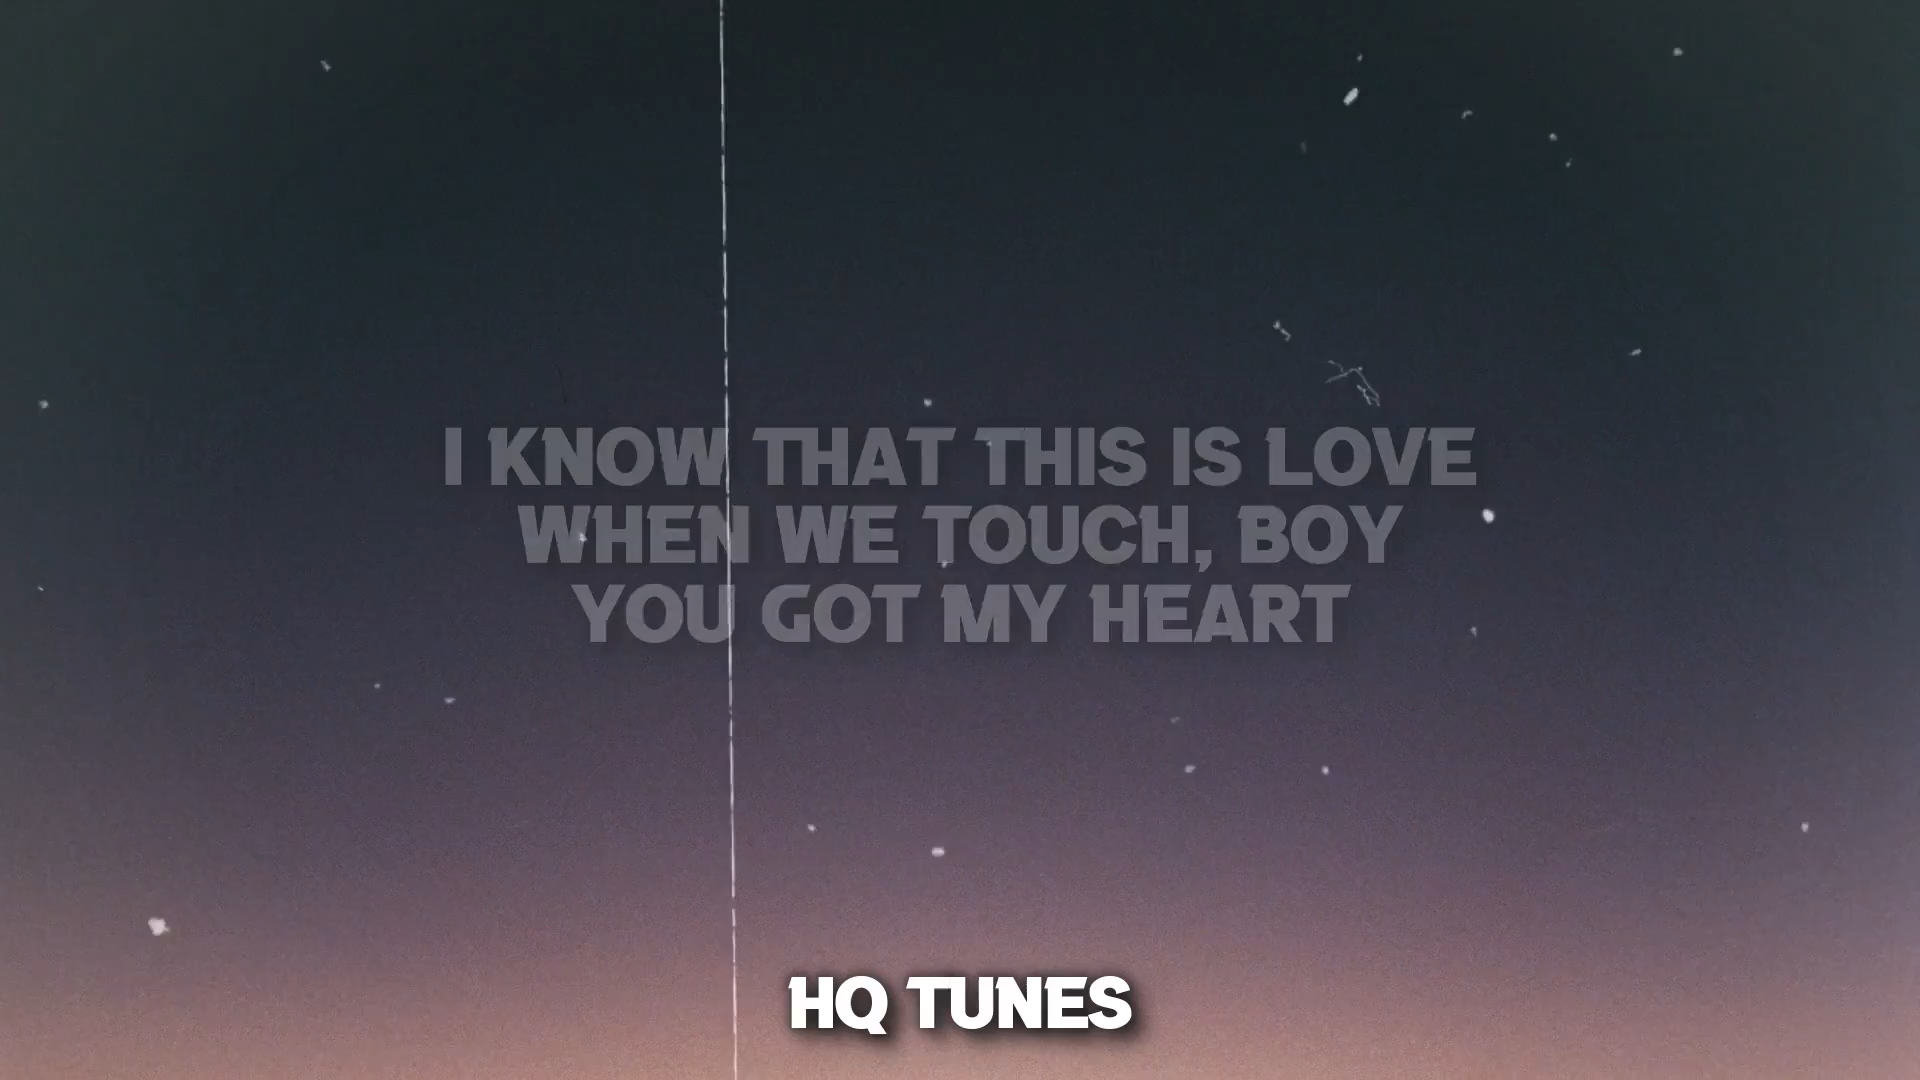 I KNOW THAT THIS IS LOVE
WHEN WE TOUCH, BOY
YOU GOT MY HEART
HQ TUNES